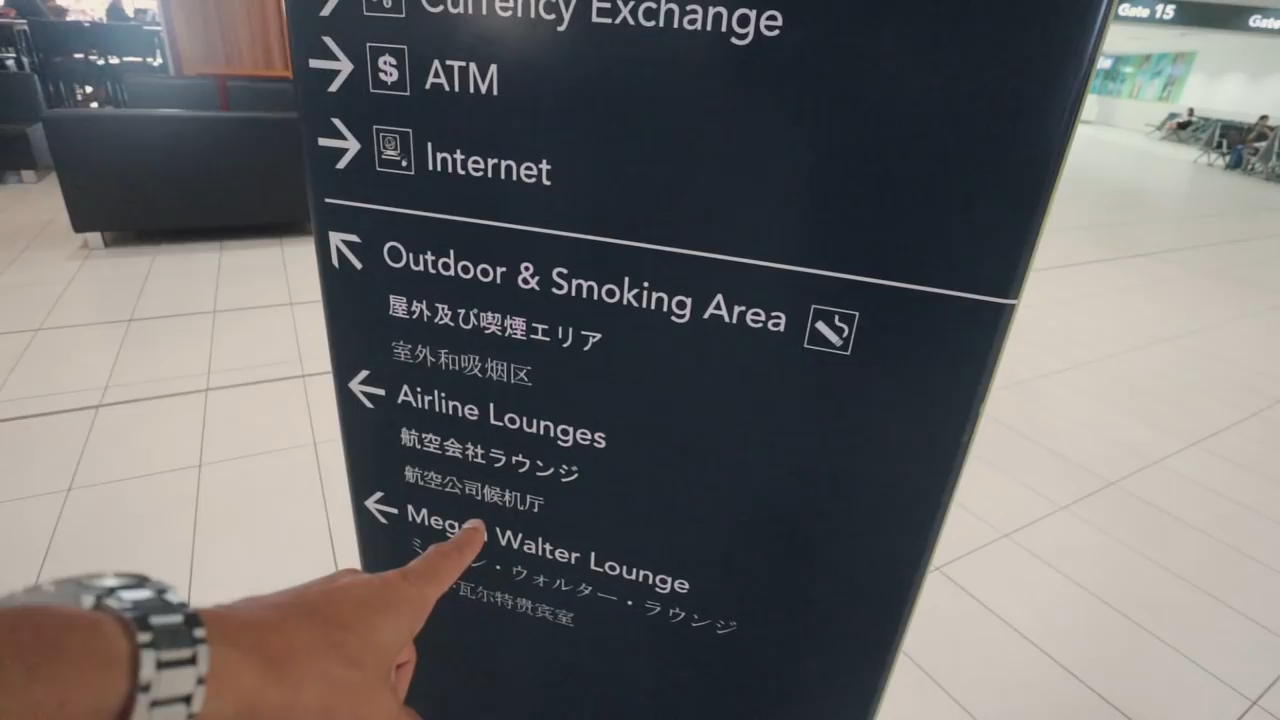 Currency Exchange
Gate 15
$ ATM
Internet
Outdoor & Smoking Area
屋外及び喫煙エリア
室外和吸烟区
Airline Lounges
航空会社ラウンジ
航空公司候机厅
Walter Lounge
ウォルター・ラウンジ
瓦尔特贵宾室